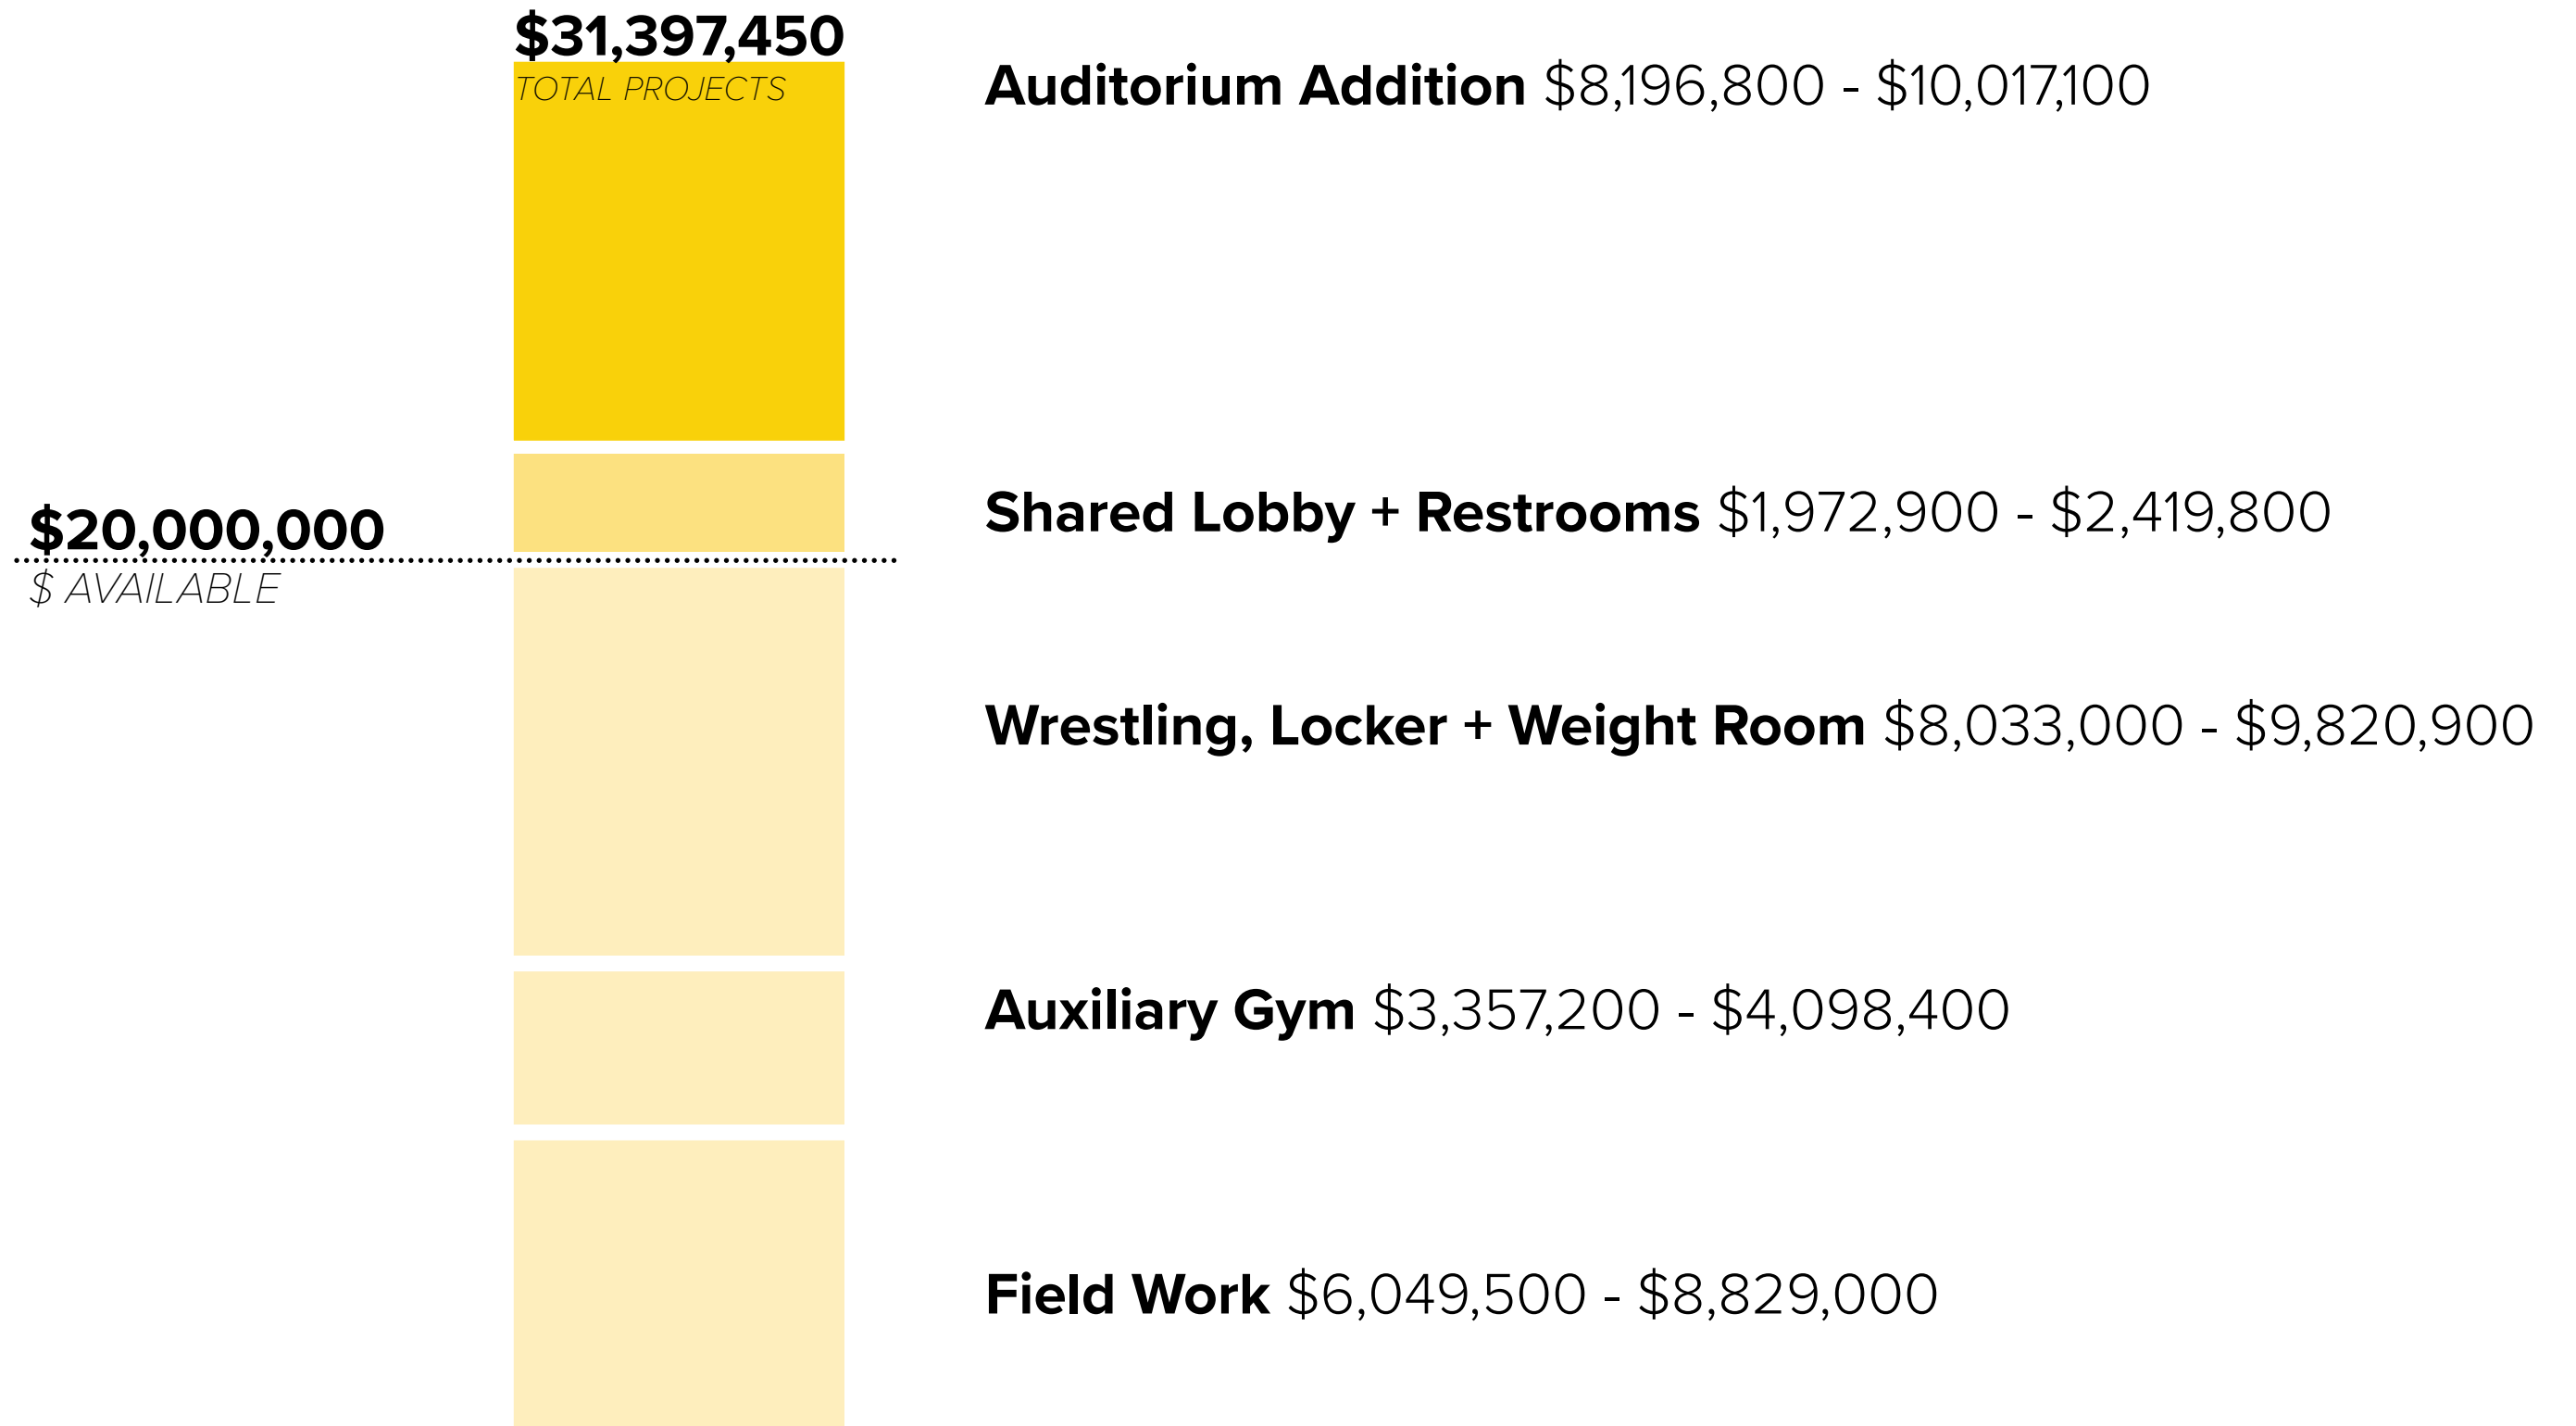 $31,397,450
TOTAL PROJECTS
Auditorium Addition $8,196,800 - $10,017,100
$20,000,000
$ AVAILABLE
Shared Lobby + Restrooms $1,972,900 - $2,419,800
Wrestling, Locker + Weight Room $8,033,000 - $9,820,900
Auxiliary Gym $3,357,200 - $4,098,400
Field Work $6,049,500 - $8,829,000